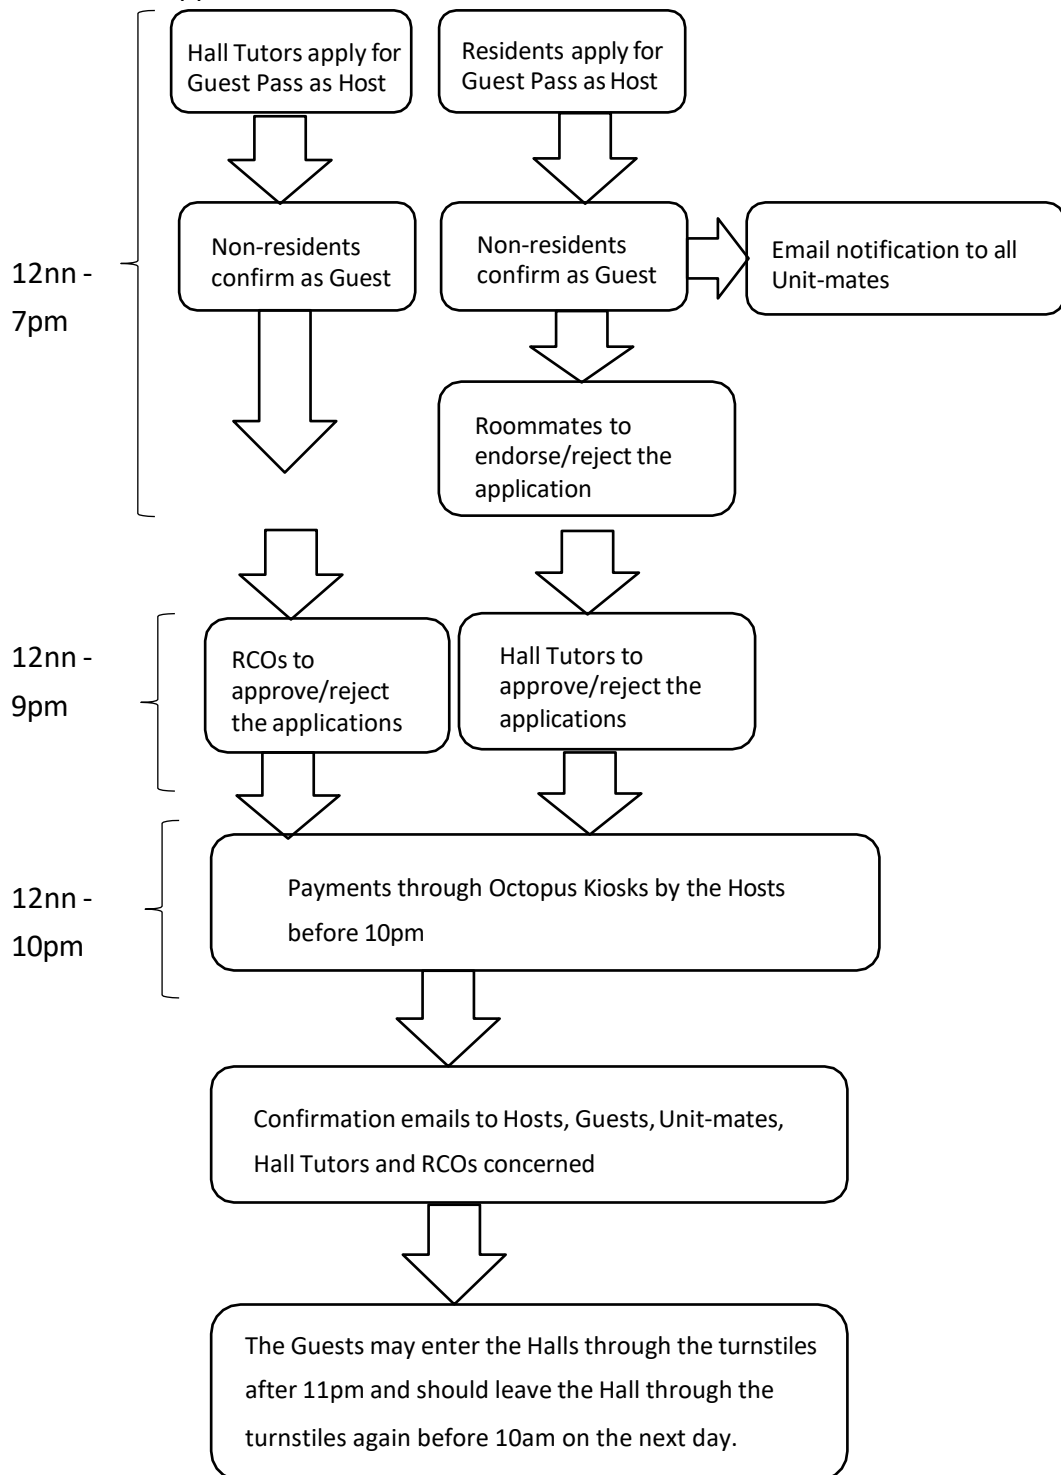 Hall Tutors apply for
Guest Pass as Host
Residents apply for
Guest Pass as Host
12nn -
7pm
Non-residents
confirm as Guest
Non-residents
confirm as Guest
Email notification to all
Unit-mates
Roommates to
endorse/reject the
application
12nn -
9pm
RCOs to
approve/reject
the applications
Hall Tutors to
approve/reject the
applications
12nn -
10pm
Payments through Octopus Kiosks by the Hosts
before 10pm
Confirmation emails to Hosts, Guests, Unit-mates,
Hall Tutors and RCOs concerned
The Guests may enter the Halls through the turnstiles
after 11pm and should leave the Hall through the
turnstiles again before 10am on the next day.